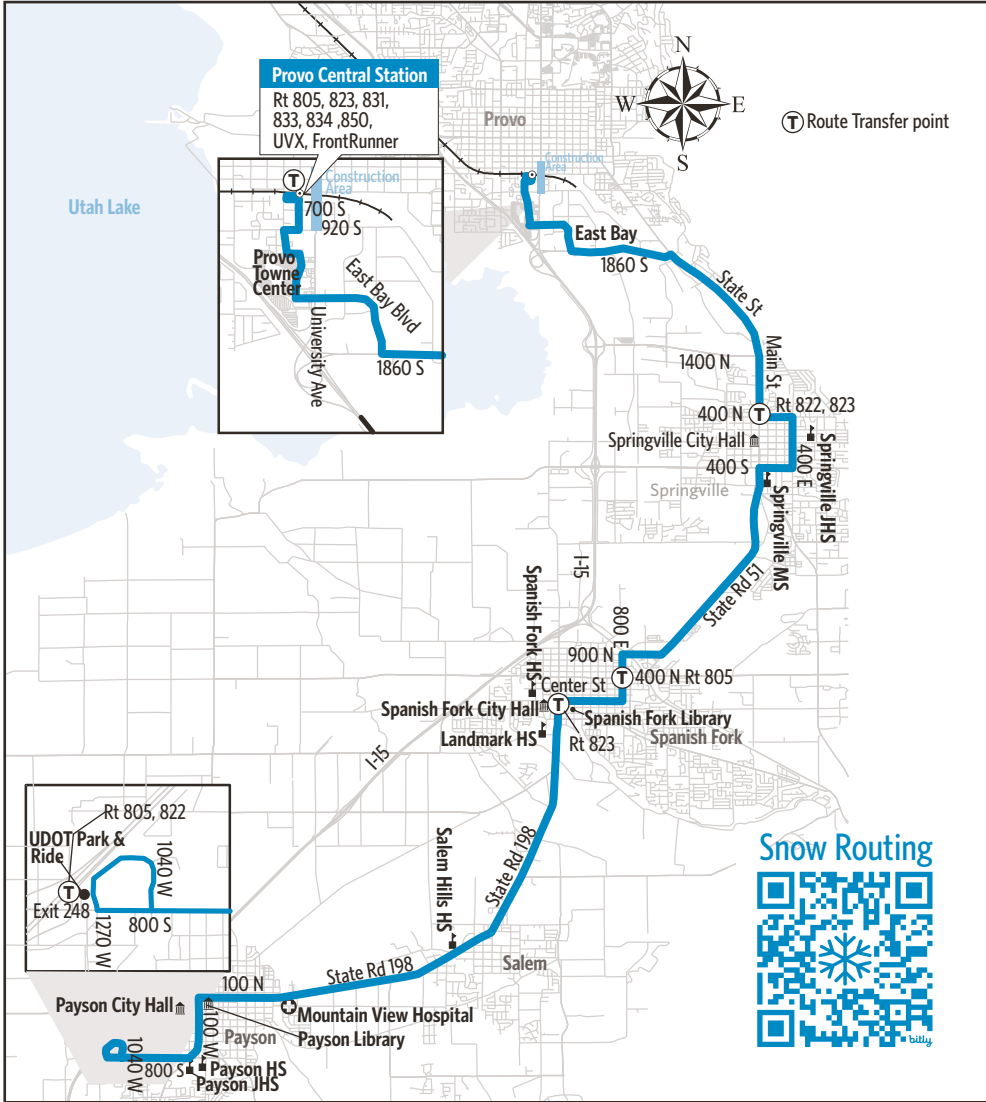 N
W
E
S
Route Transfer point
T
Provo Central Station
Rt 805, 823, 831,
833, 834 ,850,
UVX, FrontRunner
Provo
Construction
Area
Utah Lake
T
Construction
Area
700 S
920 S
Provo
Towne
Center
East Bay Blvd
University Ave
1860 S
East Bay
1860 S
State St
Main St
1400 N
400 N
T
Rt 822, 823
Springville City Hall
400 E
Springville JHS
400 S
Springville
Springville MS
I-15
State Rd 51
Spanish Fork HS
800 E
900 N
T
400 N Rt 805
Center St
Spanish Fork City Hall
T
Spanish Fork Library
Landmark HS
Rt 823
Spanish Fork
I-15
Rt 805, 822
UDOT Park &
Ride
T
Exit 248
1040 W
1270 W
800 S
State Rd 198
Salem Hills HS
Salem
State Rd 198
100 N
Payson City Hall
Mountain View Hospital
Payson Library
100 W
Payson
1040 W
800 S
Payson HS
Payson JHS
Snow Routing
bitly